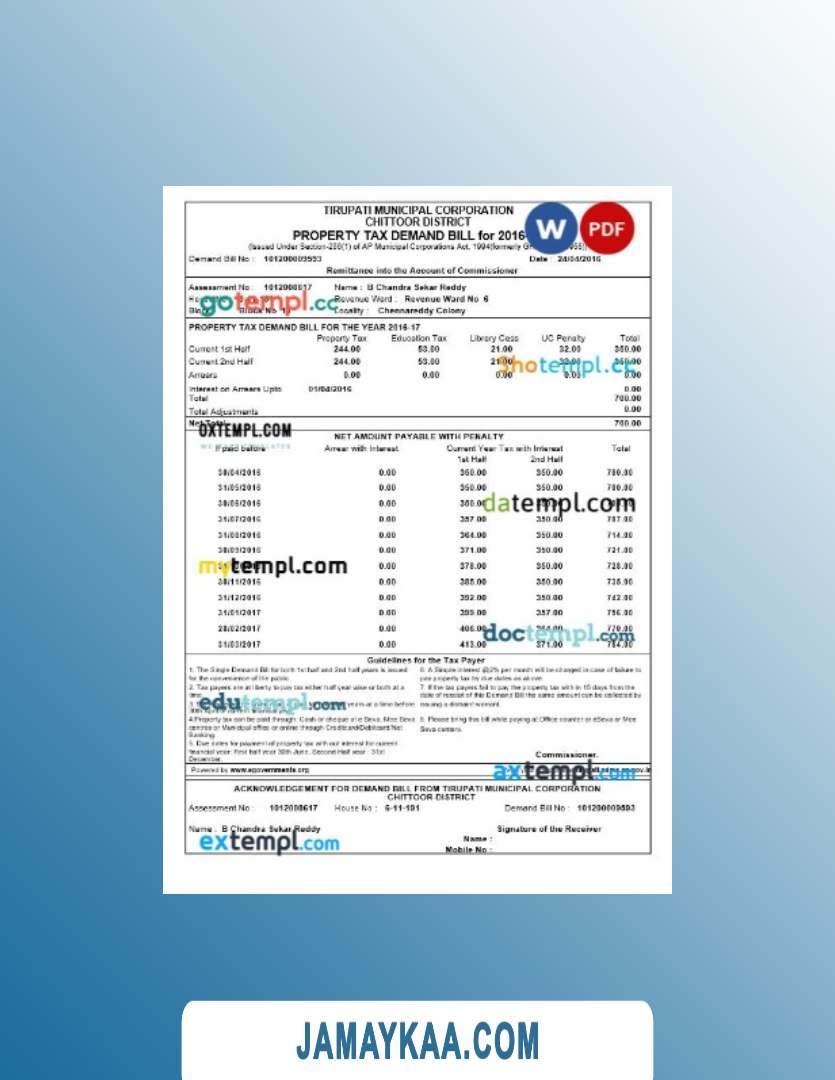 TIRUPATI MUNICIPAL CORPORATION
CHITTOOR DISTRICT
PROPERTY TAX DEMAND BILL for 2016
W
PDF
(Issued Under Section-266(1) of AP Municipal Corporations Act, 1994(formerly
Demand Bill No : 101200009593 Date : 24/04/2016
Remittance into the Account of Commissioner
Assessment No : 1012008617 Name : B Chandra Sekar Reddy
Revenue Ward : Revenue Ward No 6
gotempl.cc
Block No Locality : Chennareddy Colony
PROPERTY TAX DEMAND BILL FOR THE YEAR 2016-17
Property Tax Education Tax Library Cess UC Penalty Total
Current 1st Half 244.00 53.00 21.00 32.00 350.00
Current 2nd Half 244.00 53.00 21.00 32.00 350.00
Shotempl.cc
Arrears 0.00 0.00 0.00 0.00 0.00
Interest on Arrears Upto 01/04/2016 0.00
Total 700.00
Total Adjustments 0.00
Net Total 700.00
OXTEMPL.COM
NET AMOUNT PAYABLE WITH PENALTY
If paid before Arrear with Interest Current Year Tax with Interest Total
1st Half 2nd Half
30/04/2016 0.00 350.00 350.00 700.00
31/05/2016 0.00 350.00 350.00 700.00
30/06/2016 0.00 350.00
datempl.com
31/07/2016 0.00 357.00 350.00 707.00
31/08/2016 0.00 364.00 350.00 714.00
30/09/2016 0.00 371.00 350.00 721.00
0.00 378.00 350.00 728.00
mytempl.com
30/11/2016 0.00 385.00 350.00 735.00
31/12/2016 0.00 392.00 350.00 742.00
31/01/2017 0.00 399.00 357.00 756.00
28/02/2017 0.00 406.00 364.00 770.00
doctempl.com
31/03/2017 0.00 413.00 371.00 784.00
Guidelines for the Tax Payer
1. The Single Demand Bill for both 1st half and 2nd half years is issued
for the convenience of the public.
2. Tax payers are at liberty to pay tax either half year wise or both at a
time.
years at a time before
edutempl.com
4.Property tax can be paid through: Cash or cheque at e Seva, Mee Seva
centres or Municipal office or online through Creditcard/Debitcard/Net
Banking.
5. Due dates for payment of property tax with out interest for current
financial year: First half year 30th June, Second Half year : 31st
December.
6. A Simple interest @2% per month will be charged in case of failure to
pay property tax by due dates as above.
7. If the tax payers fail to pay the property tax with in 15 days from the
date of receipt of this Demand Bill the same amount can be collected by
issuing a distraint warrant.
8. Please bring this bill while paying at Office counter or eSeva or Mee
Seva centers.
Commissioner.
Powered by www.egovernments.org
axtempl.com
ACKNOWLEDGEMENT FOR DEMAND BILL FROM TIRUPATI MUNICIPAL CORPORATION
CHITTOOR DISTRICT
Assessment No : 1012008617 House No : 6-11-101 Demand Bill No : 101200009593
Name : B Chandra Sekar Reddy Signature of the Receiver
extempl.com
Name :
Mobile No :
JAMAYKAA.COM